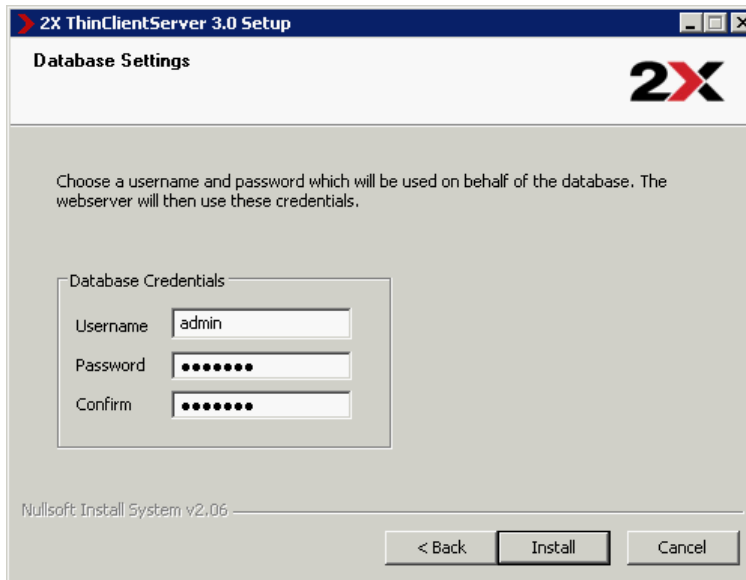 2X ThinClientServer 3.0 Setup
Database Settings
2X
Choose a username and password which will be used on behalf of the database. The
webserver will then use these credentials.
Database Credentials
Username admin
Password ●●●●●●●
Confirm ●●●●●●●
Nullsoft Install System v2.06
< Back Install Cancel